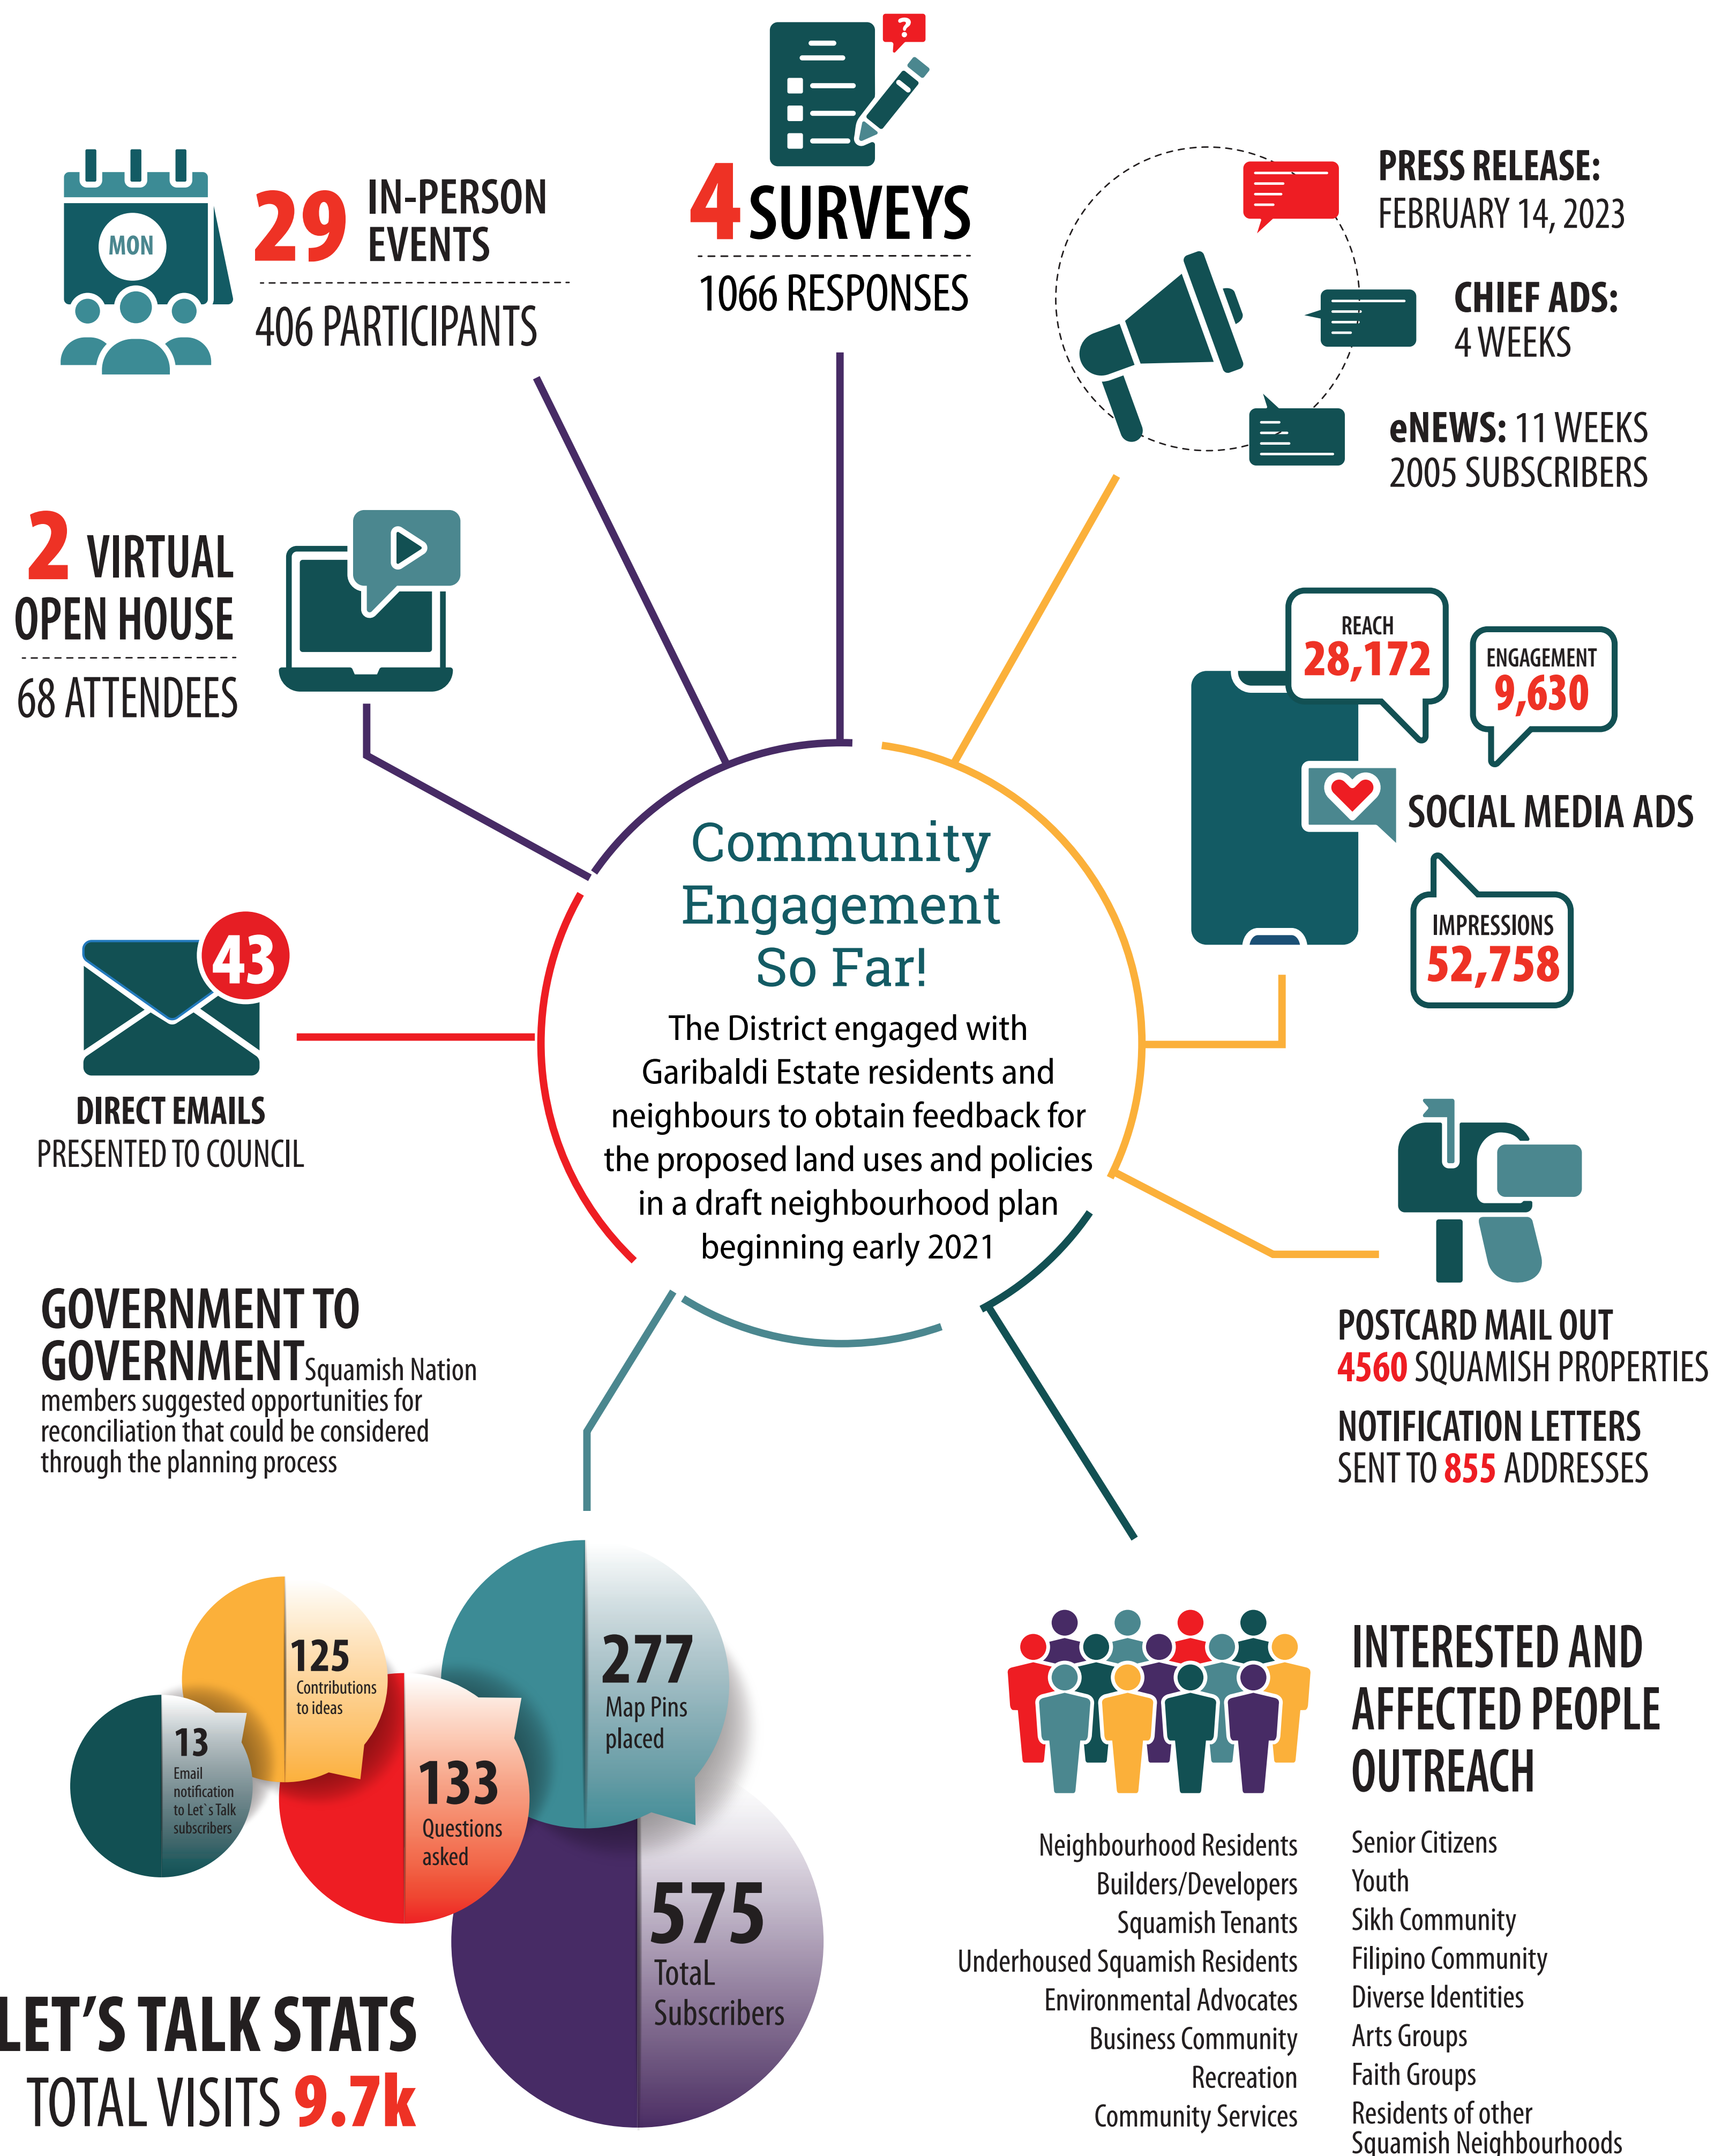 ?
MON
29 IN-PERSON
EVENTS
406 PARTICIPANTS
4 SURVEYS
1066 RESPONSES
PRESS RELEASE:
FEBRUARY 14, 2023
CHIEF ADS:
4 WEEKS
eNEWS: 11 WEEKS
2005 SUBSCRIBERS
2 VIRTUAL
OPEN HOUSE
68 ATTENDEES
REACH
28,172
ENGAGEMENT
9,630
SOCIAL MEDIA ADS
IMPRESSIONS
52,758
Community
Engagement
So Far!
The District engaged with
Garibaldi Estate residents and
neighbours to obtain feedback for
the proposed land uses and policies
in a draft neighbourhood plan
beginning early 2021
43
DIRECT EMAILS
PRESENTED TO COUNCIL
POSTCARD MAIL OUT
4560 SQUAMISH PROPERTIES
NOTIFICATION LETTERS
SENT TO 855 ADDRESSES
GOVERNMENT TO
GOVERNMENT Squamish Nation
members suggested opportunities for
reconciliation that could be considered
through the planning process
125
Contributions
to ideas
13
Email
notification
to Let`s Talk
subscribers
133
Questions
asked
277
Map Pins
placed
575
TotaL
Subscribers
LET'S TALK STATS
TOTAL VISITS 9.7k
INTERESTED AND
AFFECTED PEOPLE
OUTREACH
Neighbourhood Residents
Builders/Developers
Squamish Tenants
Underhoused Squamish Residents
Environmental Advocates
Business Community
Recreation
Community Services
Senior Citizens
Youth
Sikh Community
Filipino Community
Diverse Identities
Arts Groups
Faith Groups
Residents of other
Squamish Neighbourhoods